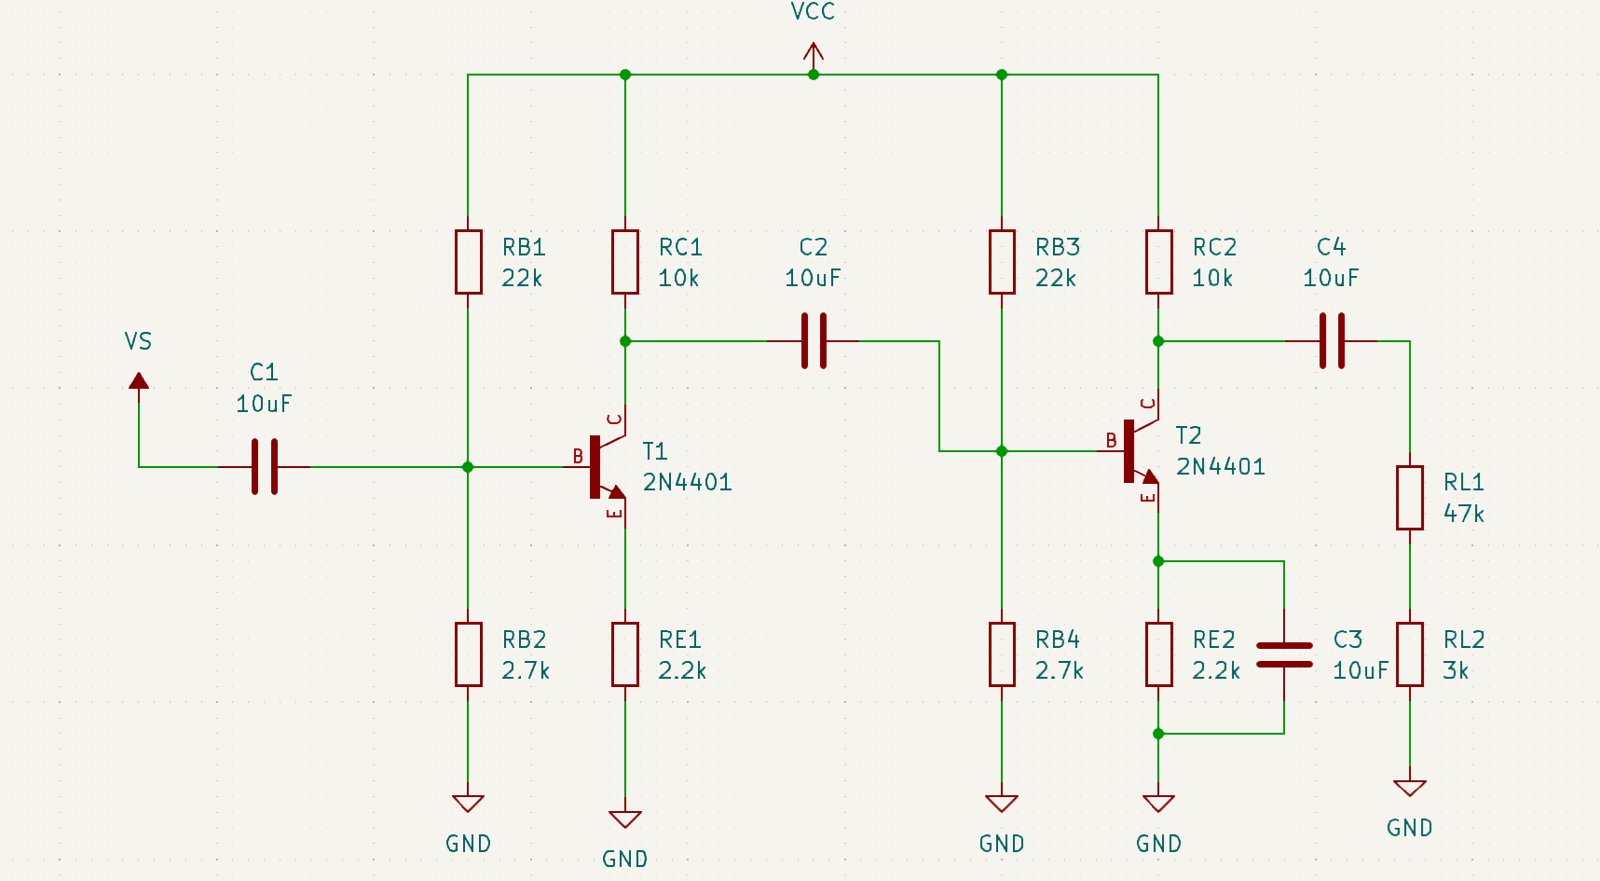 VCC
RB1
22k
RC1
10k
C2
10uF
RB3
22k
RC2
10k
C4
10uF
VS
C1
10uF
C
B
T1
2N4401
E
C
B
T2
2N4401
E
RL1
47k
RB2
2.7k
RE1
2.2k
RB4
2.7k
RE2
2.2k
C3
10uF
RL2
3k
GND
GND
GND
GND
GND